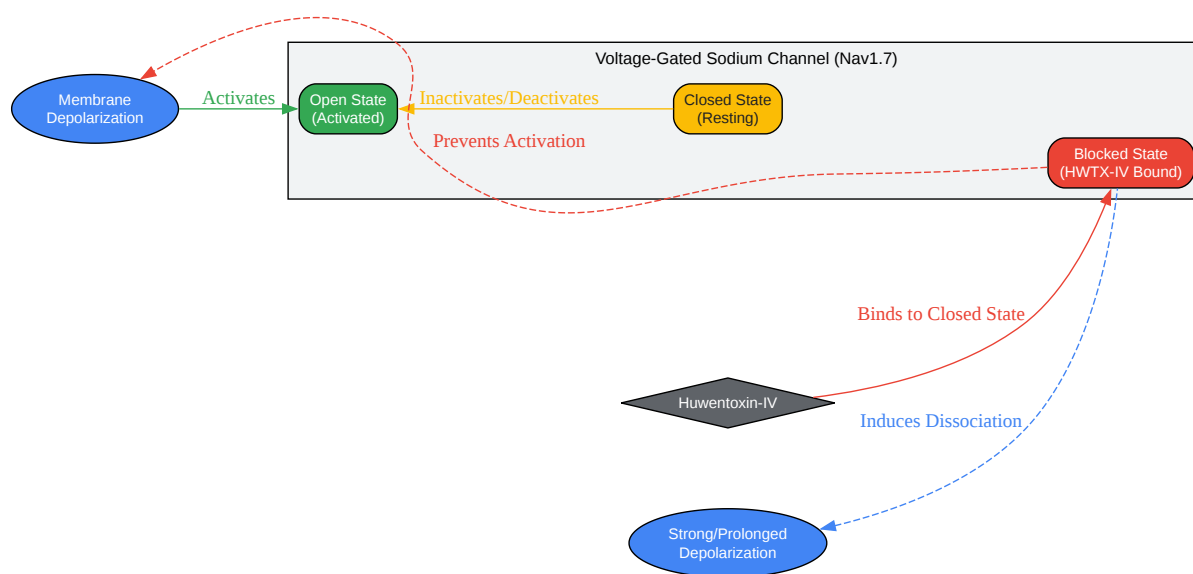 Voltage-Gated Sodium Channel (Nav1.7)
Membrane
Depolarization
Activates
Open State
(Activated)
Inactivates/Deactivates
Closed State
(Resting)
Prevents Activation
Blocked State
(HWTX-IV Bound)
Binds to Closed State
Huwentoxin-IV
Induces Dissociation
Strong/Prolonged
Depolarization